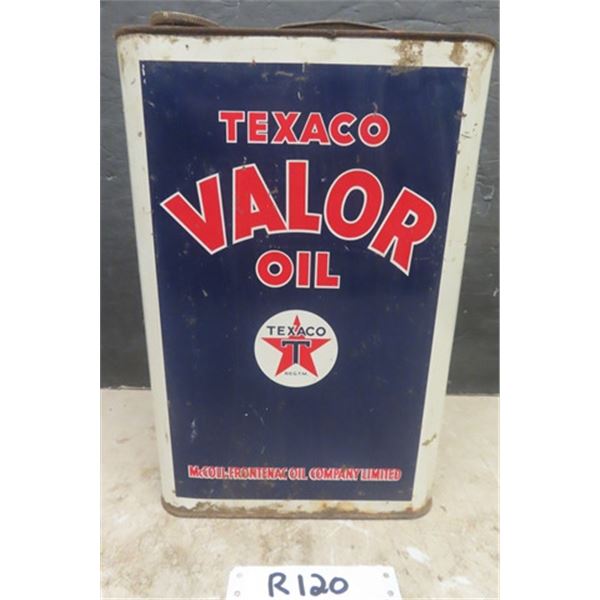 TEXACO
VALOR
OIL
TEXACO
T
REG. T.M.
McCOLL-FRONTENAC OIL COMPANY LIMITED
R120